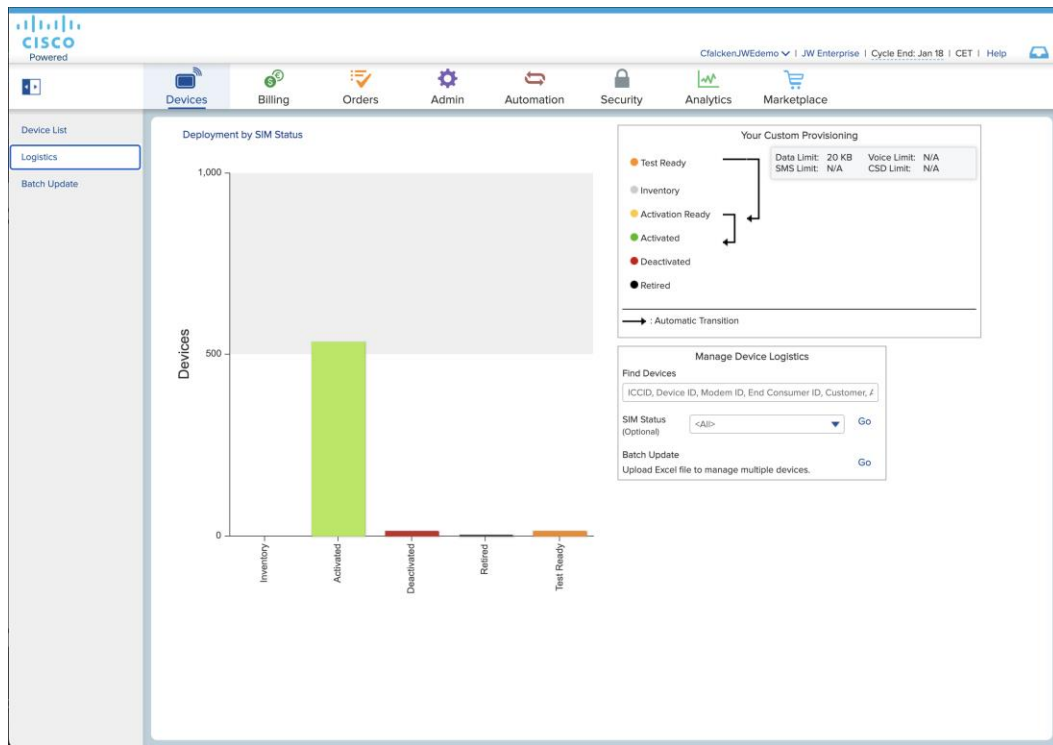 CISCO
Powered
CfalckenJWEdemo | JW Enterprise | Cycle End: Jan 18 | CET | Help
Devices
Billing
Orders
Admin
Automation
Security
Analytics
Marketplace
Device List
Logistics
Batch Update
Deployment by SIM Status
Devices
1,000
500
0
Inventory
Activated
Deactivated
Retired
Test Ready
Your Custom Provisioning
Test Ready
Data Limit: 20 KB Voice Limit: N/A
SMS Limit: N/A CSD Limit: N/A
Inventory
Activation Ready
Activated
Deactivated
Retired
: Automatic Transition
Manage Device Logistics
Find Devices
ICCID, Device ID, Modem ID, End Consumer ID, Customer,
SIM Status
(Optional)
<All>
Go
Batch Update
Upload Excel file to manage multiple devices.
Go